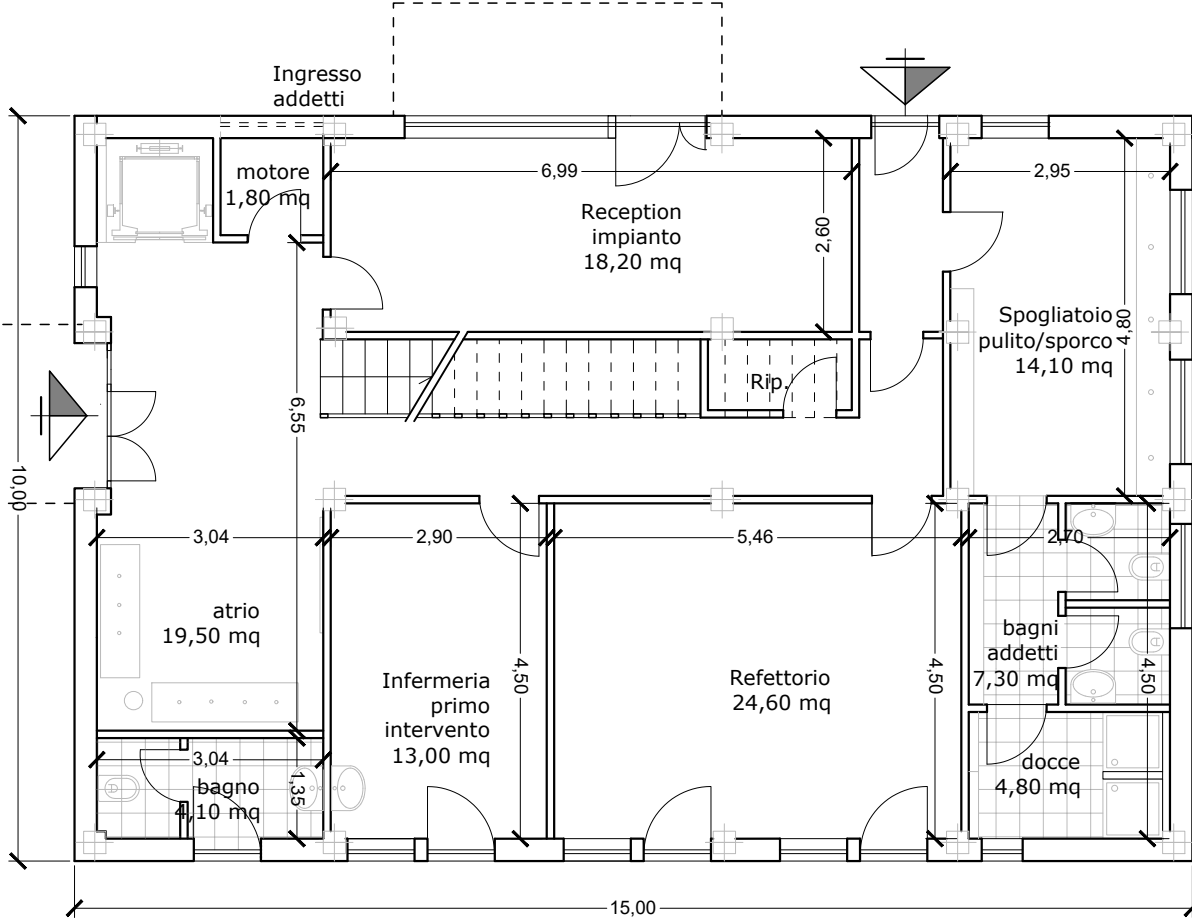 Ingresso
addetti
motore
1,80 mq
6,99
2,95
Reception
impianto
18,20 mq
2,60
4,80
Spogliatoio
pulito/sporco
14,10 mq
Rip.
6,55
10,00
3,04
2,90
5,46
2,70
atrio
19,50 mq
4,50
Infermeria
primo
intervento
13,00 mq
Refettorio
24,60 mq
4,50
bagni
addetti
7,30 mq
4,50
3,04
bagno
4,10 mq
1,35
docce
4,80 mq
15,00